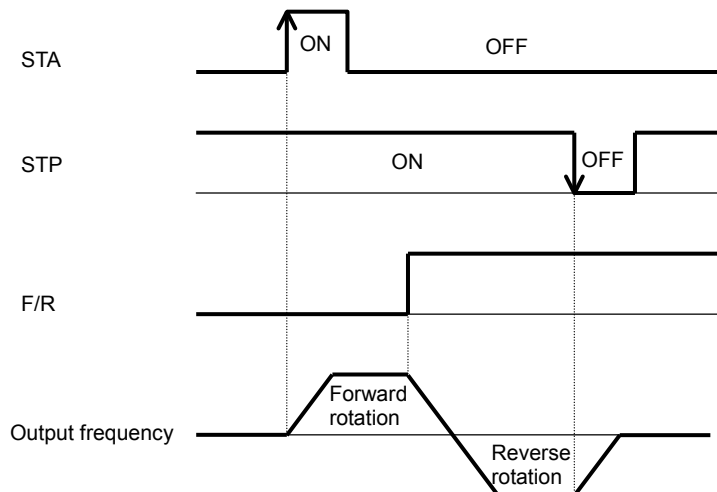 STA
ON
OFF
STP
ON
OFF
F/R
Output frequency
Forward
rotation
Reverse
rotation